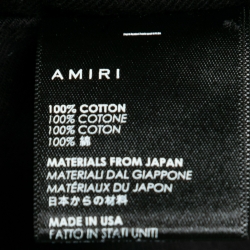 AMIRI
100% COTTON
100% COTONE
100% COTON
100% 綿
MATERIALS FROM JAPAN
MATERIALI DAL GIAPPONE
MATÉRIAUX DU JAPON
日本からの材料
MADE IN USA
FATTO IN STATI UNITI